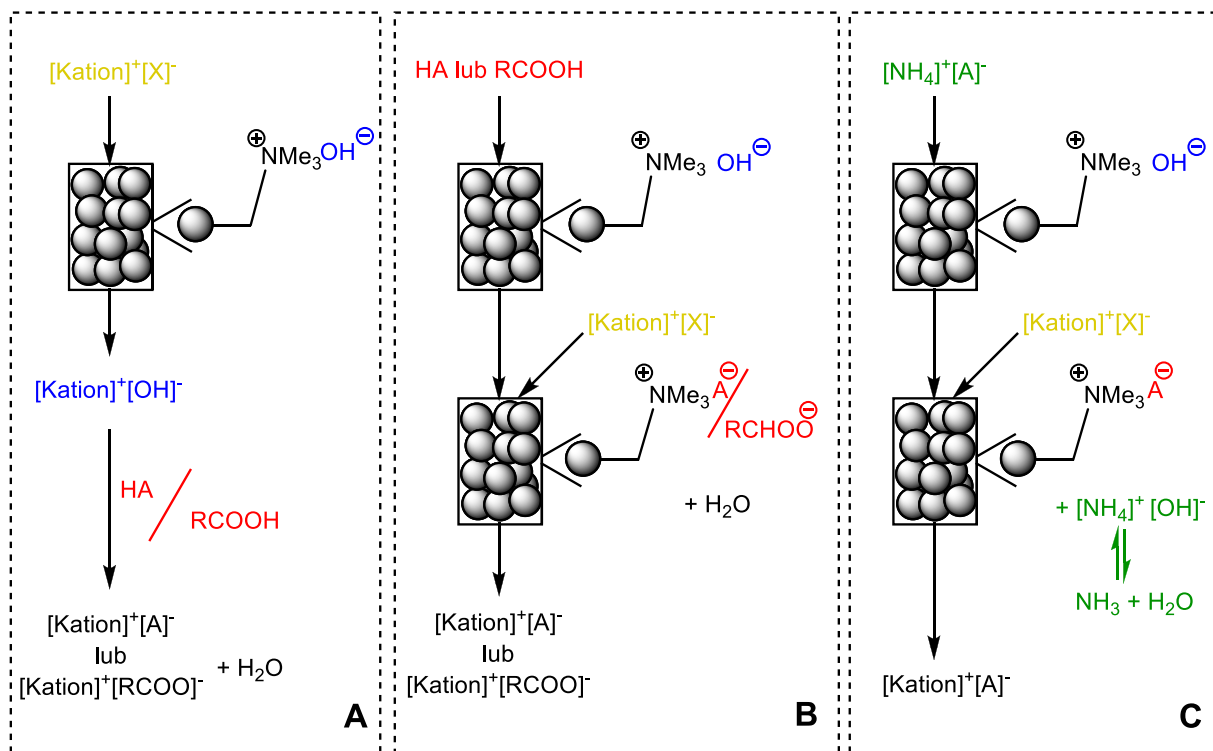 [Kation]⁺[X]⁻
⊕
NMe₃OH⊖
[Kation]⁺[OH]⁻
HA
RCOOH
[Kation]⁺[A]⁻
lub
[Kation]⁺[RCOO]⁻
+ H₂O
A
HA lub RCOOH
⊕
NMe₃ OH⊖
[Kation]⁺[X]⁻
⊕
NMe₃A⊖
RCHOO⊖
+ H₂O
[Kation]⁺[A]⁻
lub
[Kation]⁺[RCOO]⁻
B
[NH₄]⁺[A]⁻
⊕
NMe₃ OH⊖
[Kation]⁺[X]⁻
⊕
NMe₃A⊖
+ [NH₄]⁺ [OH]⁻
NH₃ + H₂O
[Kation]⁺[A]⁻
C